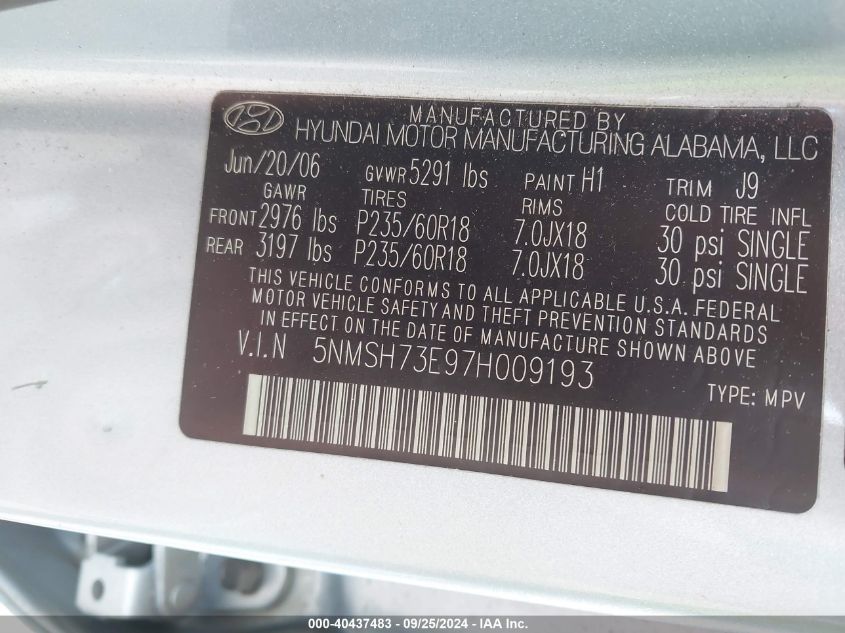 MANUFACTURED BY
HYUNDAI MOTOR MANUFACTURING ALABAMA, LLC
Jun/20/06 GVWR 5291 lbs PAINT H1 TRIM J9
GAWR TIRES RIMS COLD TIRE INFL
FRONT 2976 lbs P235/60R18 7.0JX18 30 psi SINGLE
REAR 3197 lbs P235/60R18 7.0JX18 30 psi SINGLE
THIS VEHICLE CONFORMS TO ALL APPLICABLE U.S.A. FEDERAL
MOTOR VEHICLE SAFETY AND THEFT PREVENTION STANDARDS
IN EFFECT ON THE DATE OF MANUFACTURE SHOWN ABOVE
V.I.N 5NMSH73E97H009193
TYPE: MPV
000-40437483 - 09/25/2024 - IAA Holdings, Inc.